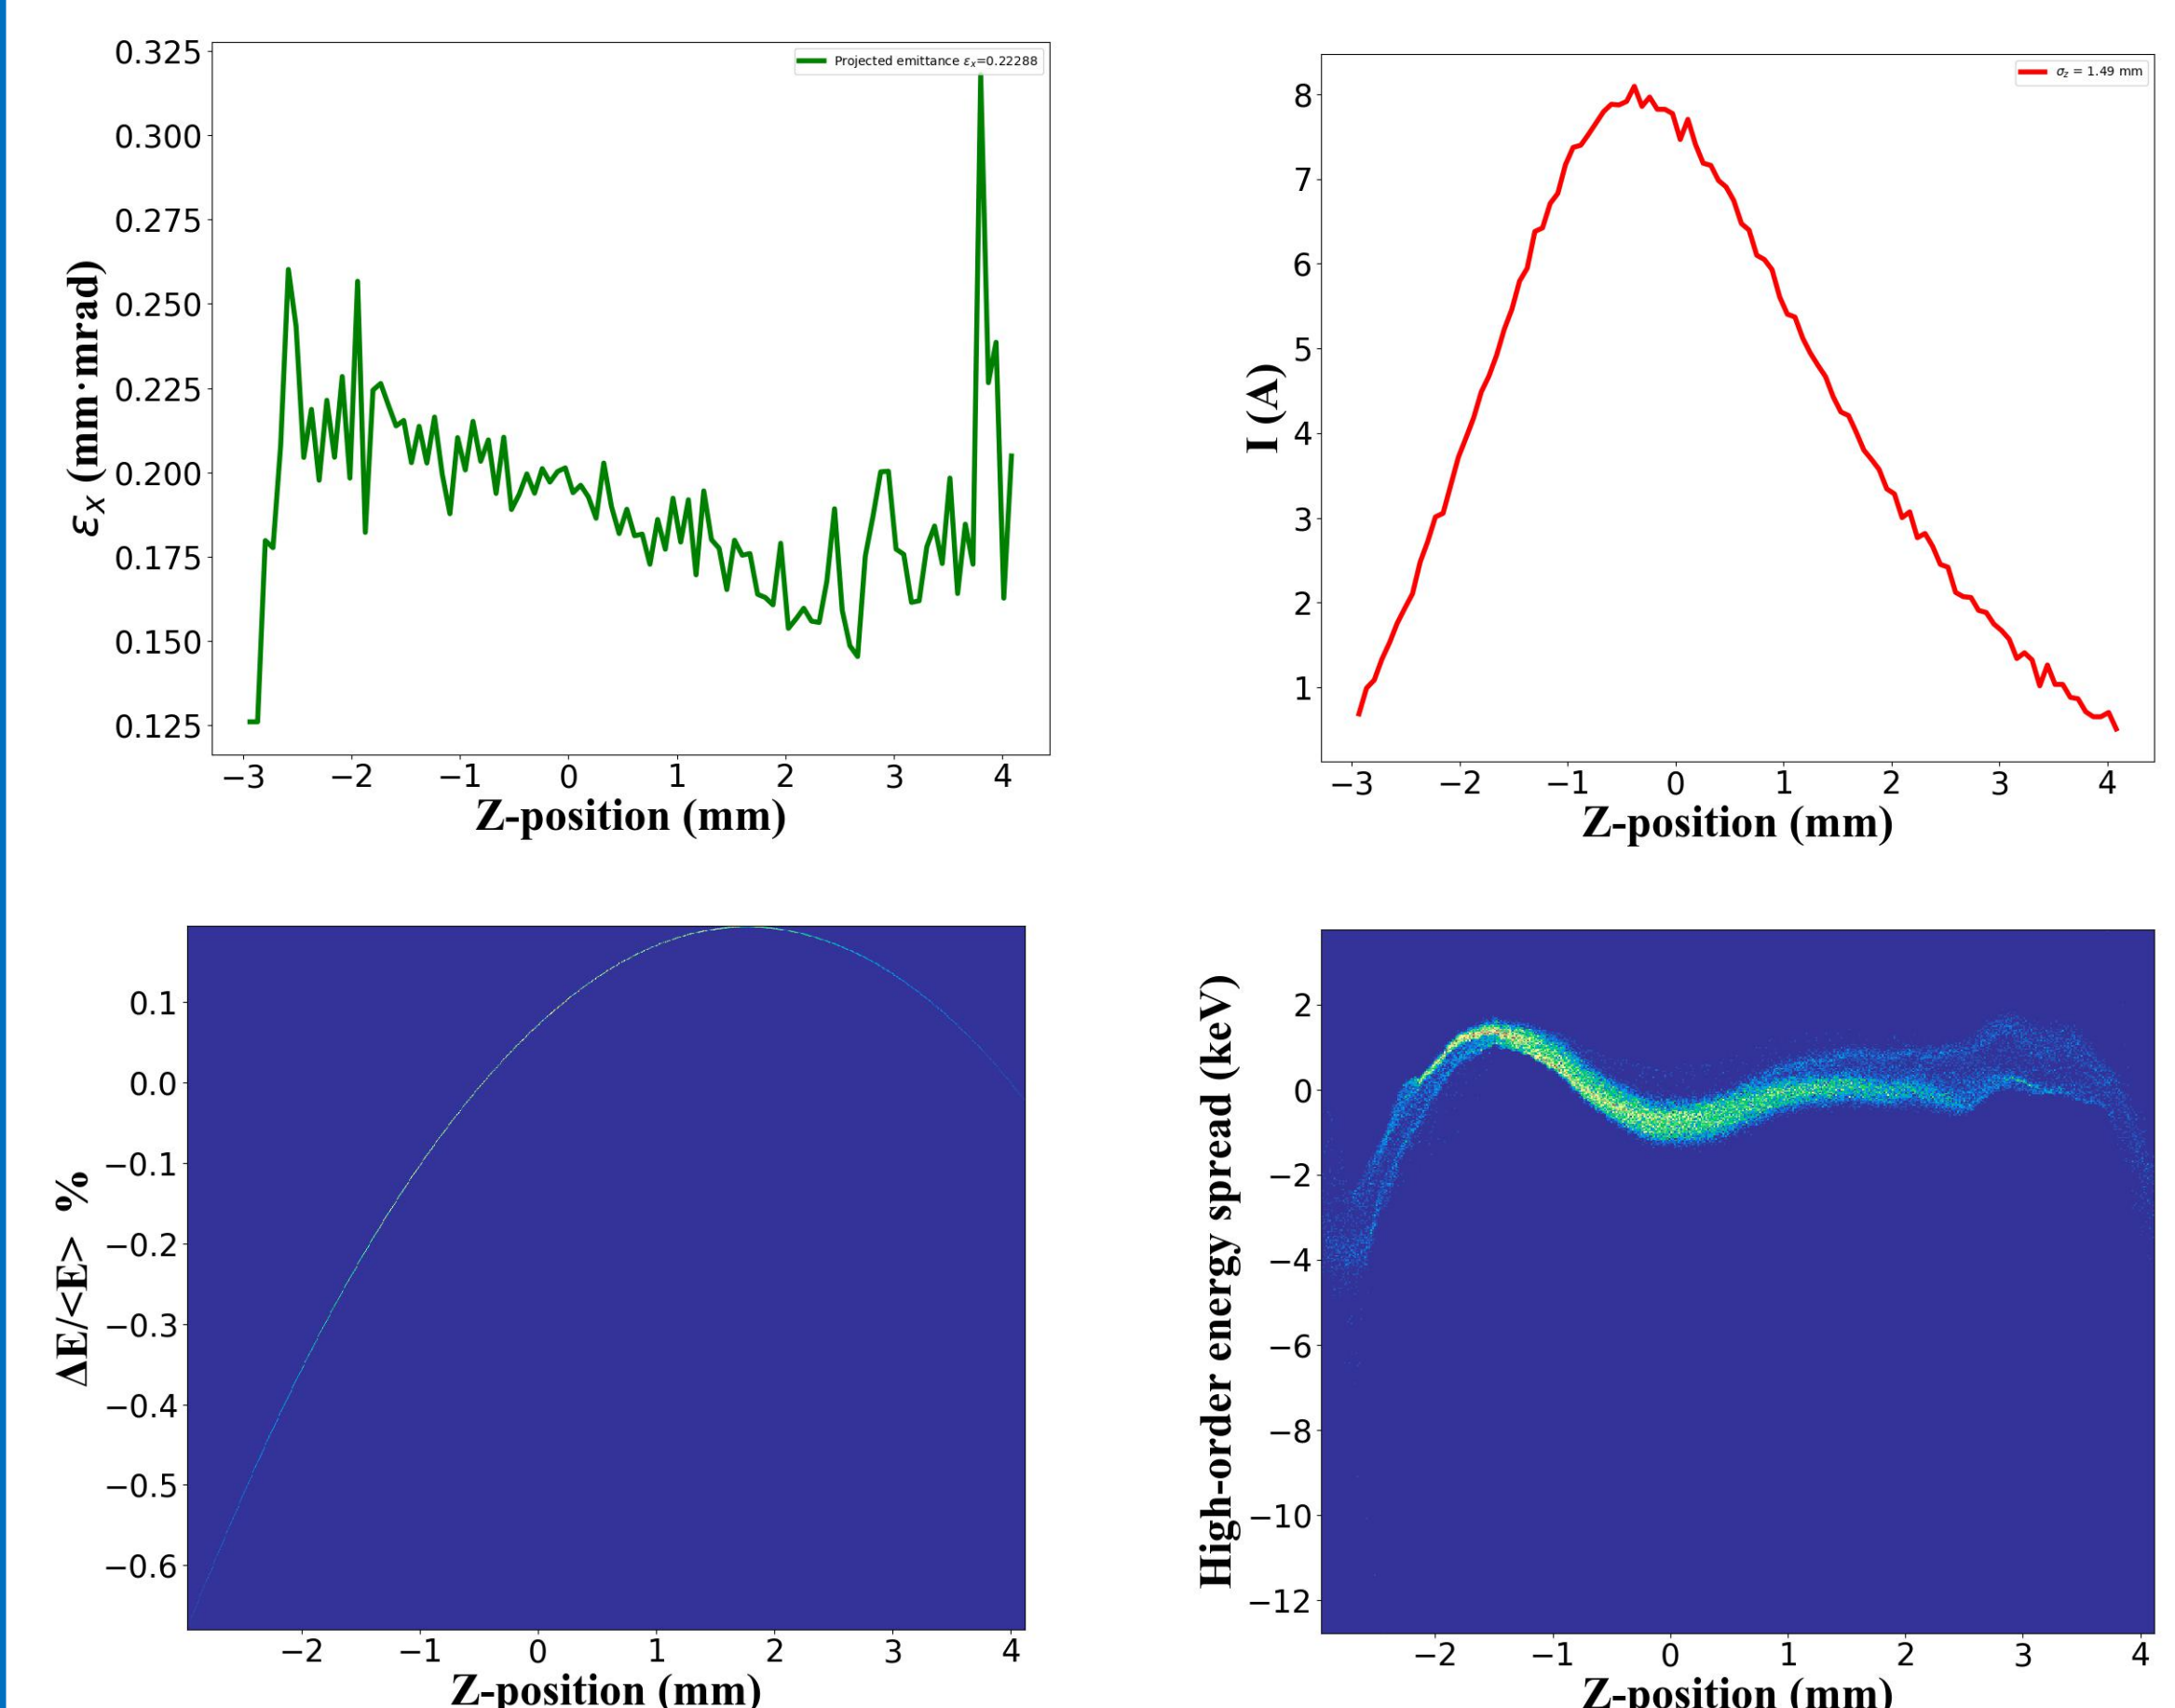 0.325
0.300
0.275
0.250
0.225
0.200
0.175
0.150
0.125
εx (mm·mrad)
Projected emittance εx=0.22288
−3 −2 −1 0 1 2 3 4
Z-position (mm)
8
7
6
5
4
3
2
1
I (A)
σz = 1.49 mm
−3 −2 −1 0 1 2 3 4
Z-position (mm)
0.1
0.0
−0.1
−0.2
−0.3
−0.4
−0.5
−0.6
ΔE/<E> %
−2 −1 0 1 2 3 4
Z-position (mm)
2
0
−2
−4
−6
−8
−10
−12
High-order energy spread (keV)
−2 −1 0 1 2 3 4
Z-position (mm)